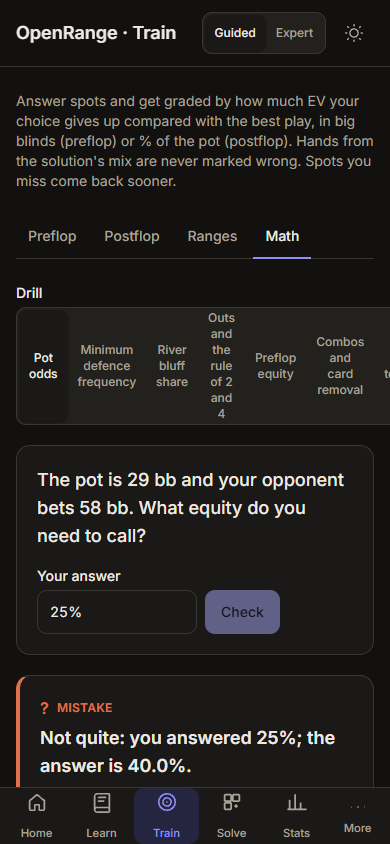 OpenRange · Train
Guided
Expert
Answer spots and get graded by how much EV your
choice gives up compared with the best play, in big
blinds (preflop) or % of the pot (postflop). Hands from
the solution's mix are never marked wrong. Spots you
miss come back sooner.
Preflop
Postflop
Ranges
Math
Drill
Pot
odds
Minimum
defence
frequency
River
bluff
share
Outs
and
the
rule
of 2
and
4
Preflop
equity
Combos
and
card
removal
The pot is 29 bb and your opponent
bets 58 bb. What equity do you
need to call?
Your answer
25%
Check
? MISTAKE
Not quite: you answered 25%; the
answer is 40.0%.
Home
Learn
Train
Solve
Stats
More